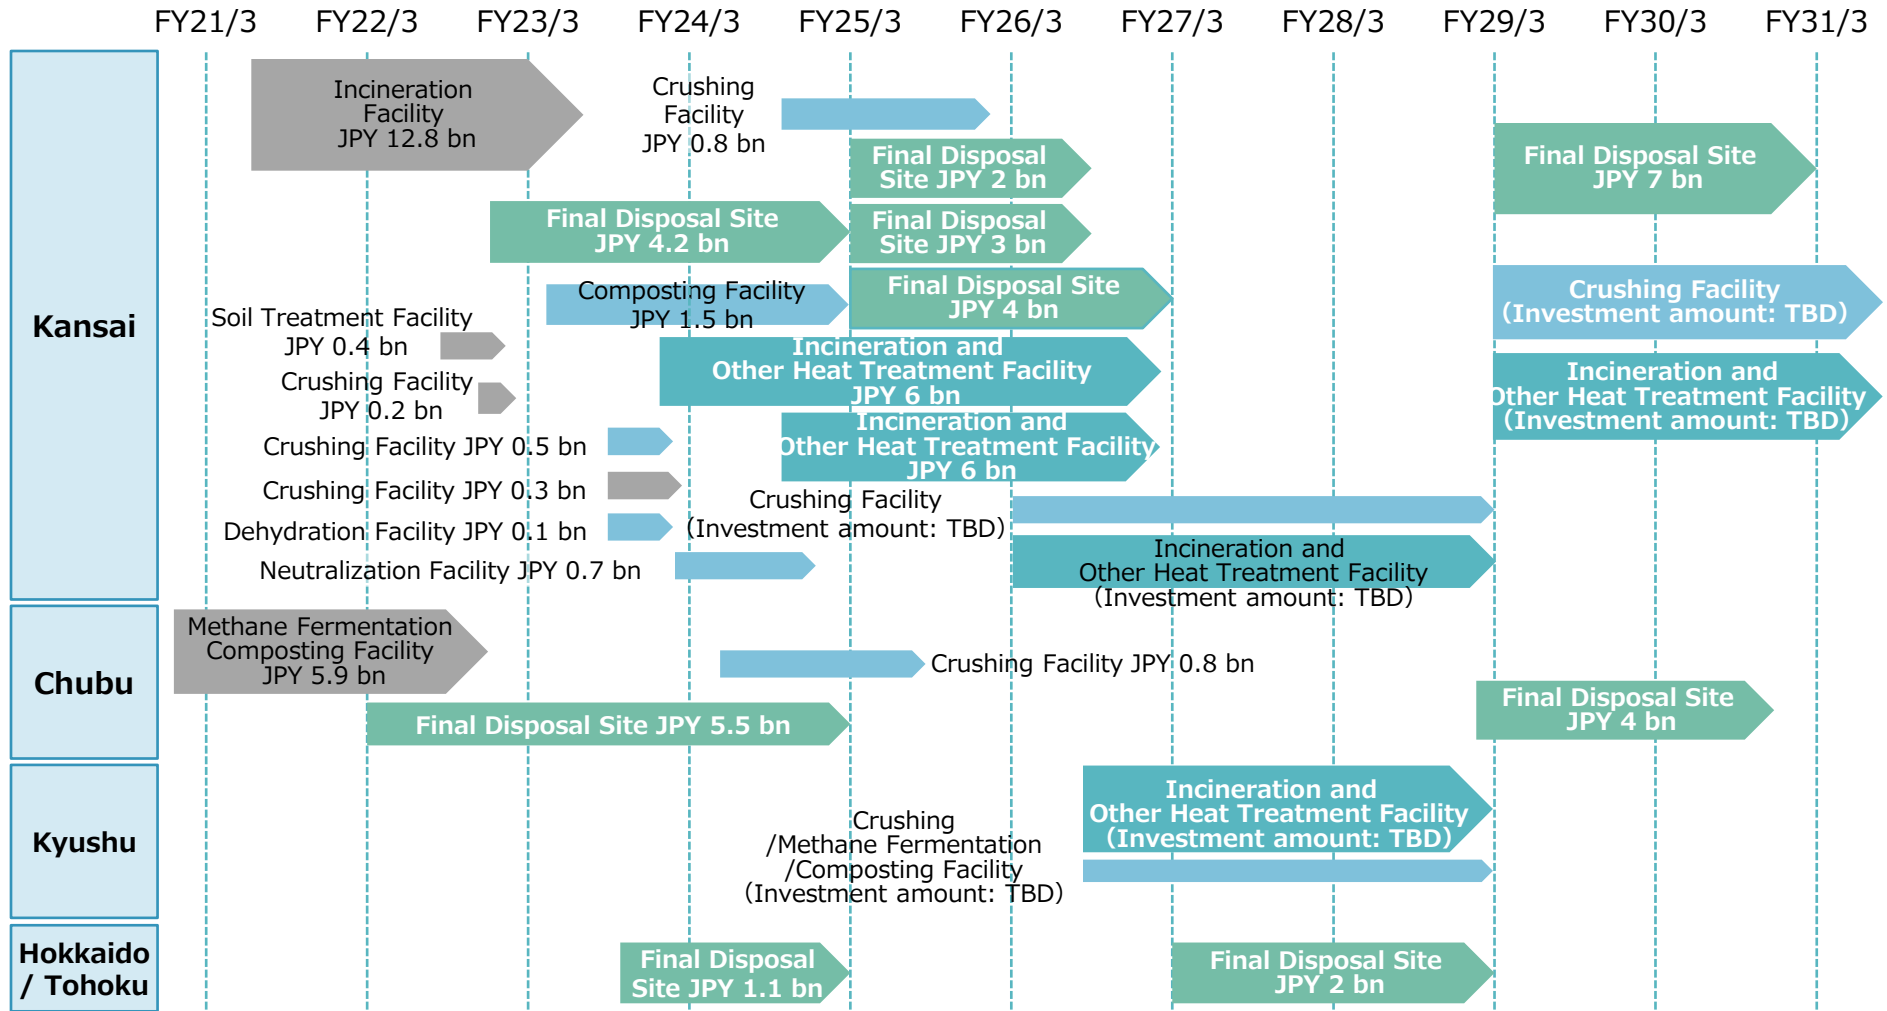 FY21/3 FY22/3 FY23/3 FY24/3 FY25/3 FY26/3 FY27/3 FY28/3 FY29/3 FY30/3 FY31/3
Kansai
Incineration
Facility
JPY 12.8 bn
Crushing
Facility
JPY 0.8 bn
Final Disposal
Site JPY 2 bn
Final Disposal Site
JPY 7 bn
Final Disposal Site
JPY 4.2 bn
Final Disposal
Site JPY 3 bn
Composting Facility
JPY 1.5 bn
Final Disposal Site
JPY 4 bn
Crushing Facility
(Investment amount: TBD)
Soil Treatment Facility
JPY 0.4 bn
Incineration and
Other Heat Treatment Facility
JPY 6 bn
Incineration and
Other Heat Treatment Facility
(Investment amount: TBD)
Crushing Facility
JPY 0.2 bn
Incineration and
Other Heat Treatment Facility
JPY 6 bn
Crushing Facility JPY 0.5 bn
Crushing Facility JPY 0.3 bn
Crushing Facility
(Investment amount: TBD)
Dehydration Facility JPY 0.1 bn
Incineration and
Other Heat Treatment Facility
(Investment amount: TBD)
Neutralization Facility JPY 0.7 bn
Chubu
Methane Fermentation
Composting Facility
JPY 5.9 bn
Crushing Facility JPY 0.8 bn
Final Disposal Site JPY 5.5 bn
Final Disposal Site
JPY 4 bn
Kyushu
Incineration and
Other Heat Treatment Facility
(Investment amount: TBD)
Crushing
/Methane Fermentation
/Composting Facility
(Investment amount: TBD)
Hokkaido
/ Tohoku
Final Disposal
Site JPY 1.1 bn
Final Disposal Site
JPY 2 bn